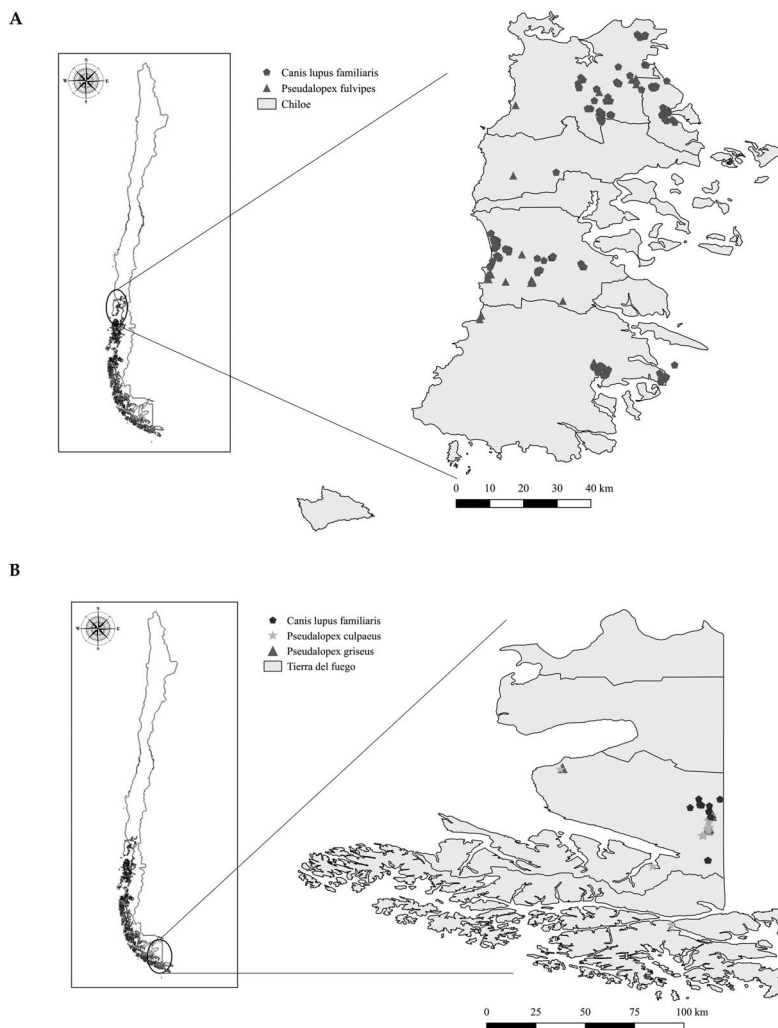 A
N
W
E
S
Canis lupus familiaris
Pseudalopex fulvipes
Chiloe
0 10 20 30 40 km
B
N
W
E
S
Canis lupus familiaris
Pseudalopex culpaeus
Pseudalopex griseus
Tierra del fuego
0 25 50 75 100 km